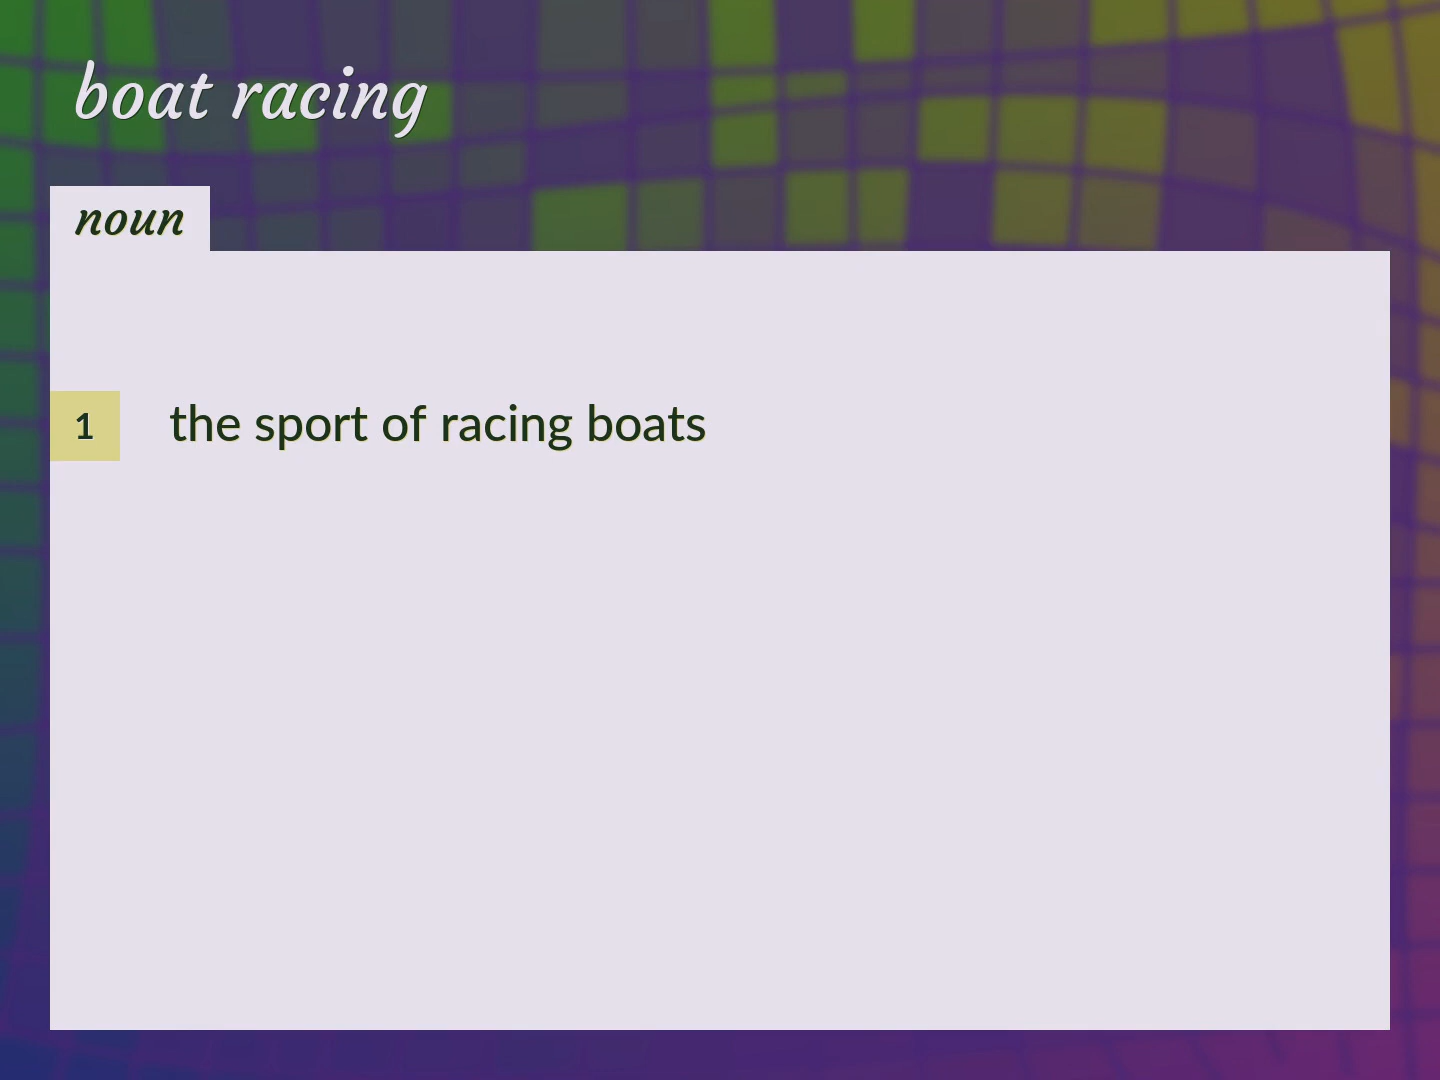 boat racing
noun
1 the sport of racing boats